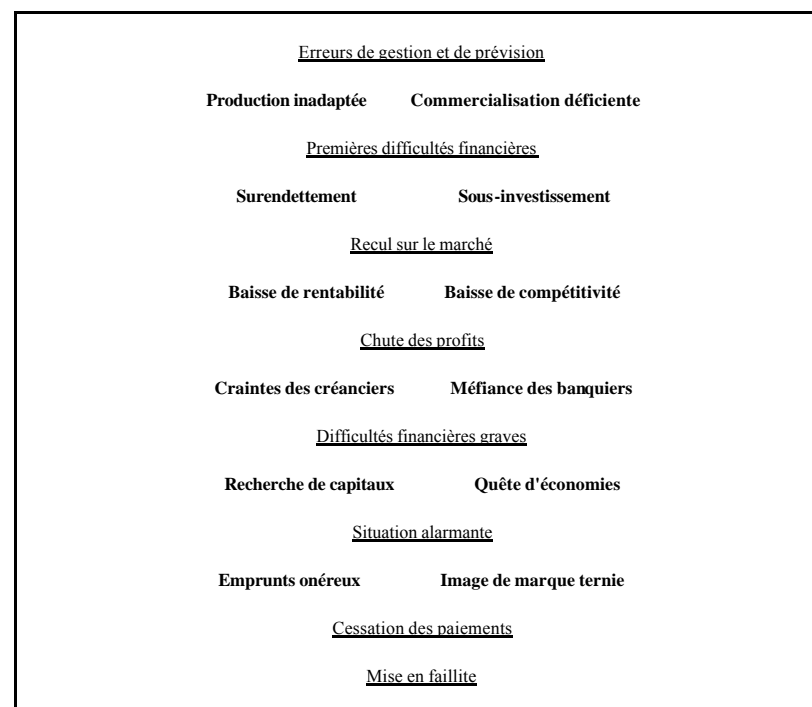 Erreurs de gestion et de prévision
Production inadaptée Commercialisation déficiente
Premières difficultés financières
Surendettement Sous-investissement
Recul sur le marché
Baisse de rentabilité Baisse de compétitivité
Chute des profits
Craintes des créanciers Méfiance des banquiers
Difficultés financières graves
Recherche de capitaux Quête d'économies
Situation alarmante
Emprunts onéreux Image de marque ternie
Cessation des paiements
Mise en faillite